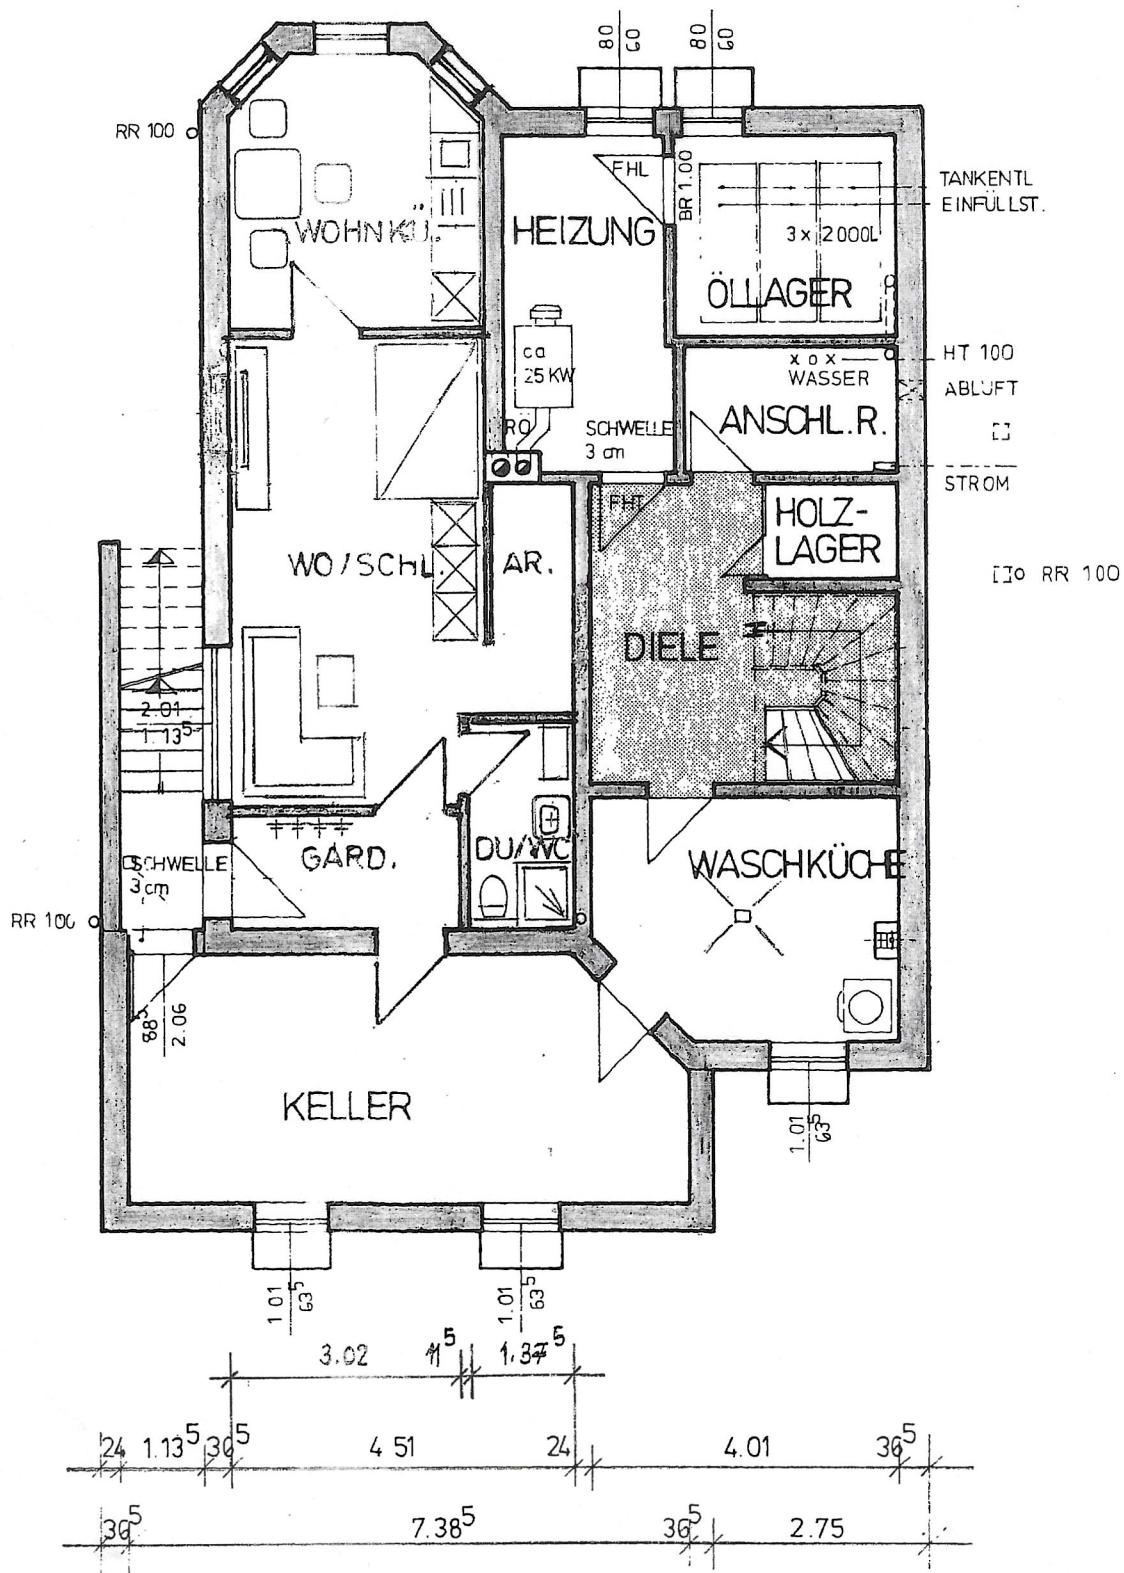 80
60
80
60
RR 100
FHL
BR 1.00
TANKENTL
EINFÜLLST.
WOHNKÜ.
HEIZUNG
3 x 2000L
ÖLLAGER
ca
25 KW
x o x
WASSER
HT 100
ABLUFT
RÖ
SCHWELLE
3 cm
ANSCHL.R.
STROM
FHT
HOLZ-
LAGER
WO/SCHL.
AR.
RR 100
DIELE
2.01
1.13⁵
SCHWELLE
3 cm
GARD.
DU/WC
WASCHKÜCHE
RR 100
88⁵
2.06
KELLER
1.01
63⁵
1.01
63⁵
1.01
63⁵
3.02 11⁵ 1.37⁵
24 1.13⁵ 36⁵ 4.51 24 4.01 36⁵
36⁵ 7.38⁵ 36⁵ 2.75